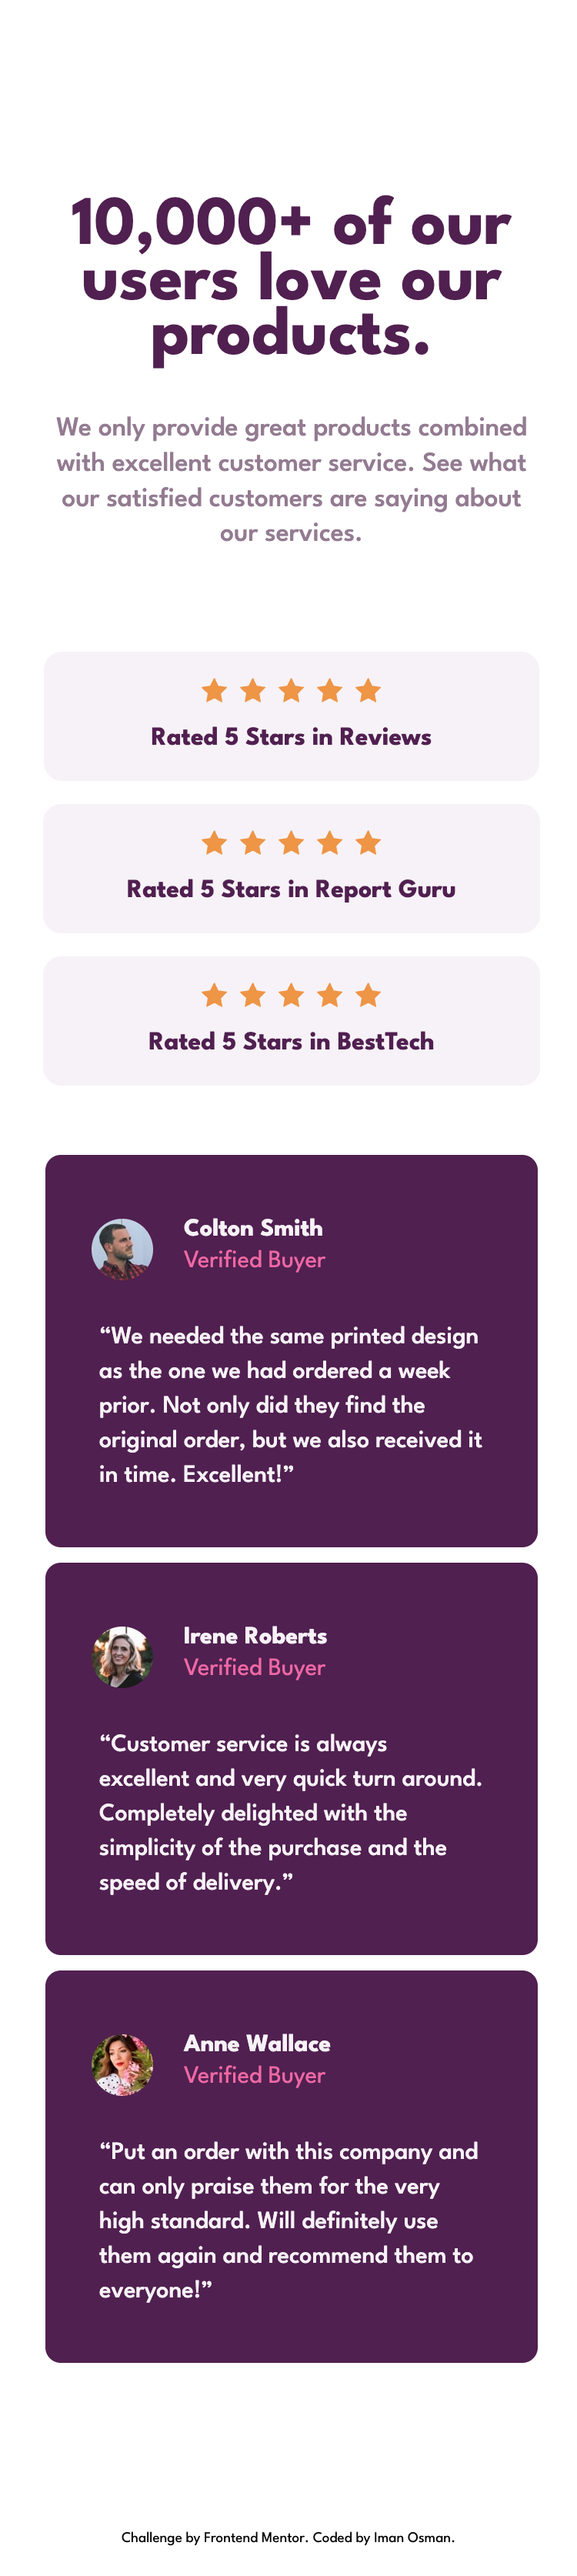 10,000+ of our
users love our
products.
We only provide great products combined
with excellent customer service. See what
our satisfied customers are saying about
our services.
Rated 5 Stars in Reviews
Rated 5 Stars in Report Guru
Rated 5 Stars in BestTech
Colton Smith
Verified Buyer
“We needed the same printed design
as the one we had ordered a week
prior. Not only did they find the
original order, but we also received it
in time. Excellent!”
Irene Roberts
Verified Buyer
“Customer service is always
excellent and very quick turn around.
Completely delighted with the
simplicity of the purchase and the
speed of delivery.”
Anne Wallace
Verified Buyer
“Put an order with this company and
can only praise them for the very
high standard. Will definitely use
them again and recommend them to
everyone!”
Challenge by Frontend Mentor. Coded by Iman Osman.